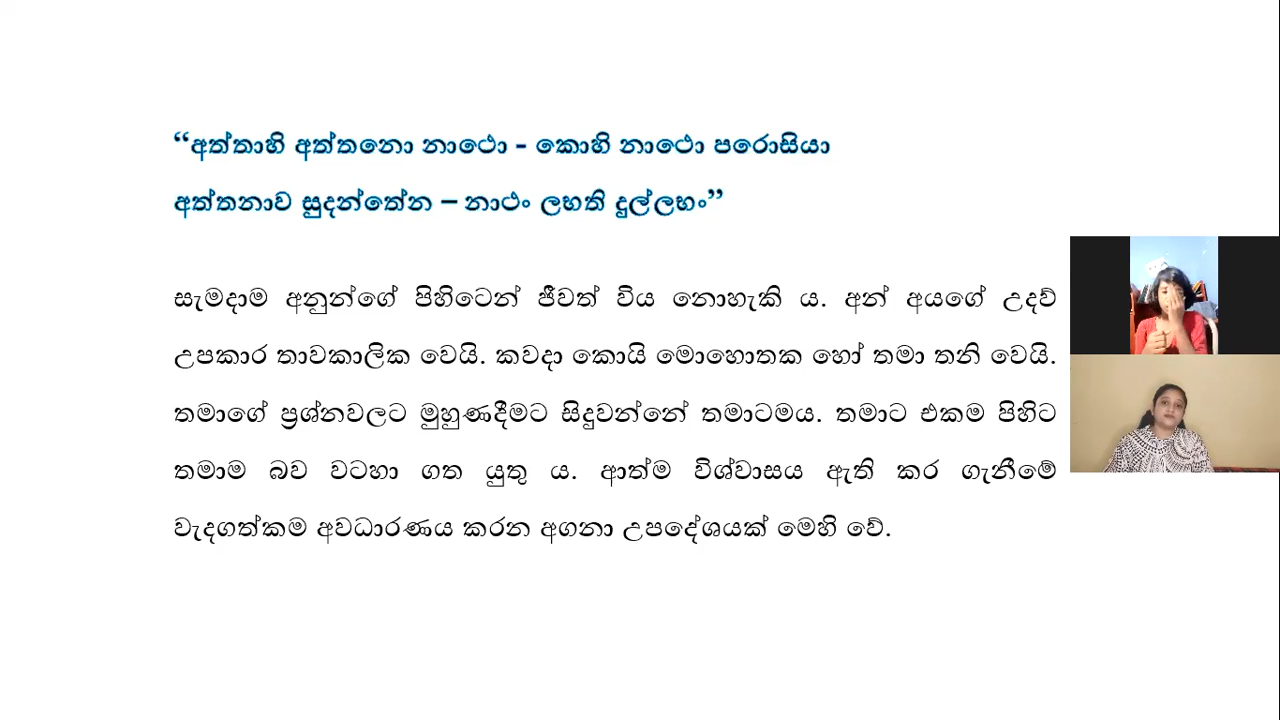 “අත්තාහි අත්තනො නාථො - කොහි නාථො පරොසියා
අත්තනාව සුදන්තේන – නාථං ලභති දුල්ලභං”
සැමදාම අනුන්ගේ පිහිටෙන් ජීවත් විය නොහැකි ය. අන් අයගේ උදව්
උපකාර තාවකාලික වෙයි. කවදා කොයි මොහොතක හෝ තමා තනි වෙයි.
තමාගේ ප්‍රශ්නවලට මුහුණදීමට සිදුවන්නේ තමාටමය. තමාට එකම පිහිට
තමාම බව වටහා ගත යුතු ය. ආත්ම විශ්වාසය ඇති කර ගැනීමේ
වැදගත්කම අවධාරණය කරන අගනා උපදේශයක් මෙහි වේ.